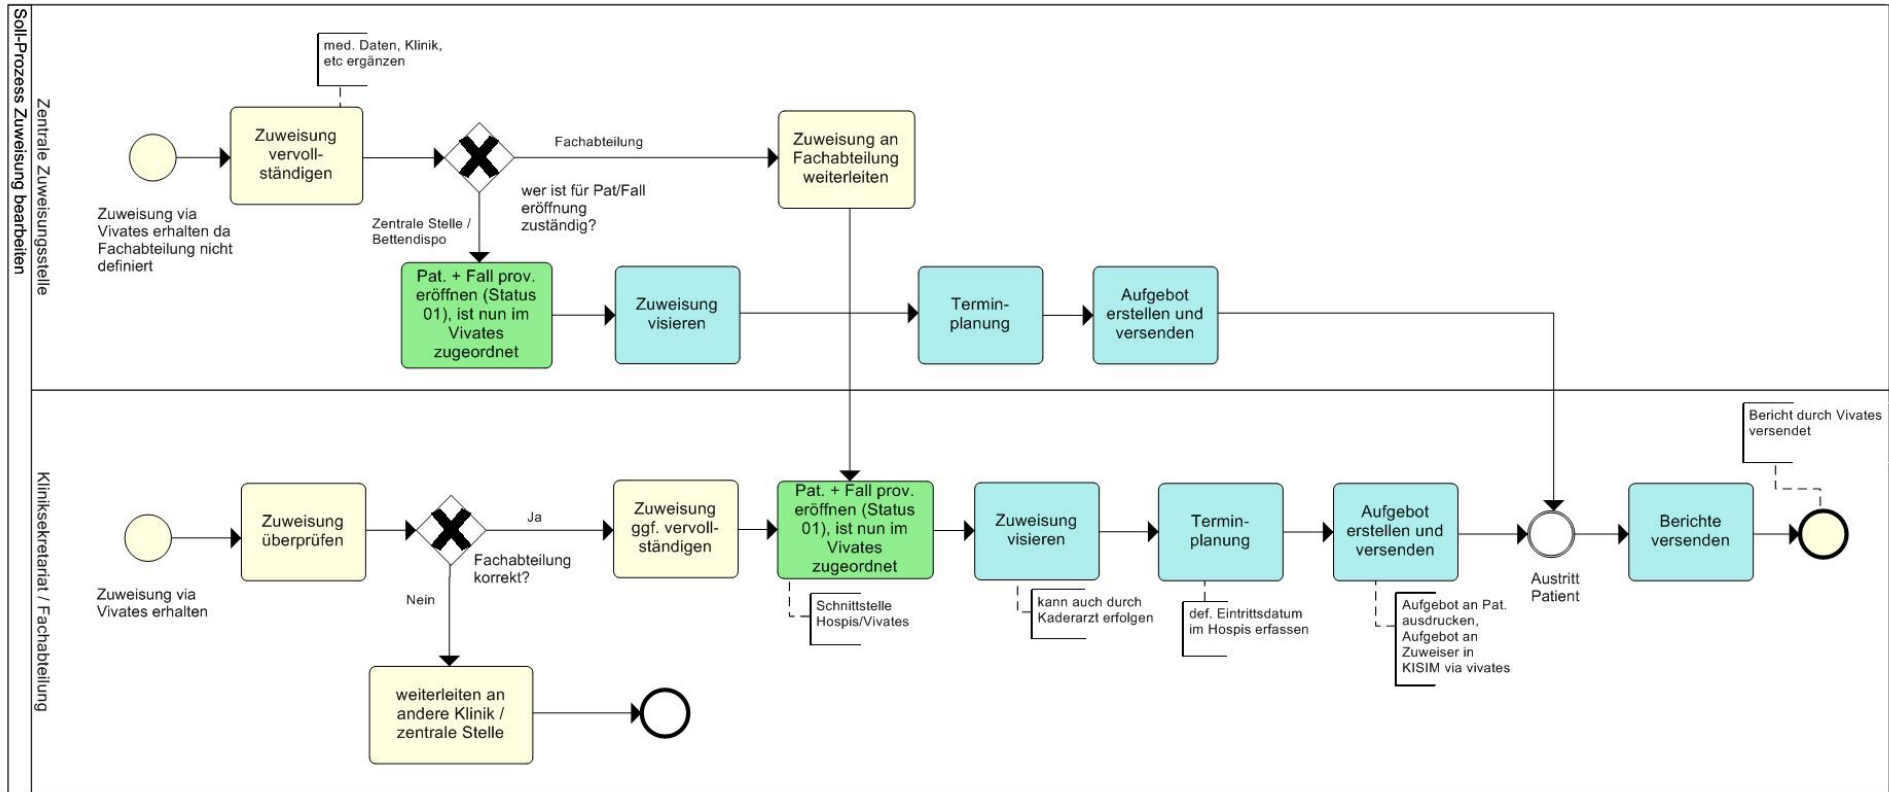 Soll-Prozess Zuweisung bearbeiten
Zentrale Zuweisungsstelle
med. Daten, Klinik,
etc ergänzen
Zuweisung via
Vivates erhalten da
Fachabteilung nicht
definiert
Zuweisung
vervoll-
ständigen
Fachabteilung
wer ist für Pat/Fall
eröffnung
zuständig?
Zentrale Stelle /
Bettendispo
Zuweisung an
Fachabteilung
weiterleiten
Pat. + Fall prov.
eröffnen (Status
01), ist nun im
Vivates
zugeordnet
Zuweisung
visieren
Termin-
planung
Aufgebot
erstellen und
versenden
Kliniksekretariat / Fachabteilung
Zuweisung via
Vivates erhalten
Zuweisung
überprüfen
Ja
Fachabteilung
korrekt?
Nein
weiterleiten an
andere Klinik /
zentrale Stelle
Zuweisung
ggf. vervoll-
ständigen
Pat. + Fall prov.
eröffnen (Status
01), ist nun im
Vivates
zugeordnet
Schnittstelle
Hospis/Vivates
Zuweisung
visieren
kann auch durch
Kaderarzt erfolgen
Termin-
planung
def. Eintrittsdatum
im Hospis erfassen
Aufgebot
erstellen und
versenden
Aufgebot an Pat.
ausdrucken,
Aufgebot an
Zuweiser in
KISIM via vivates
Austritt
Patient
Berichte
versenden
Bericht durch Vivates
versendet